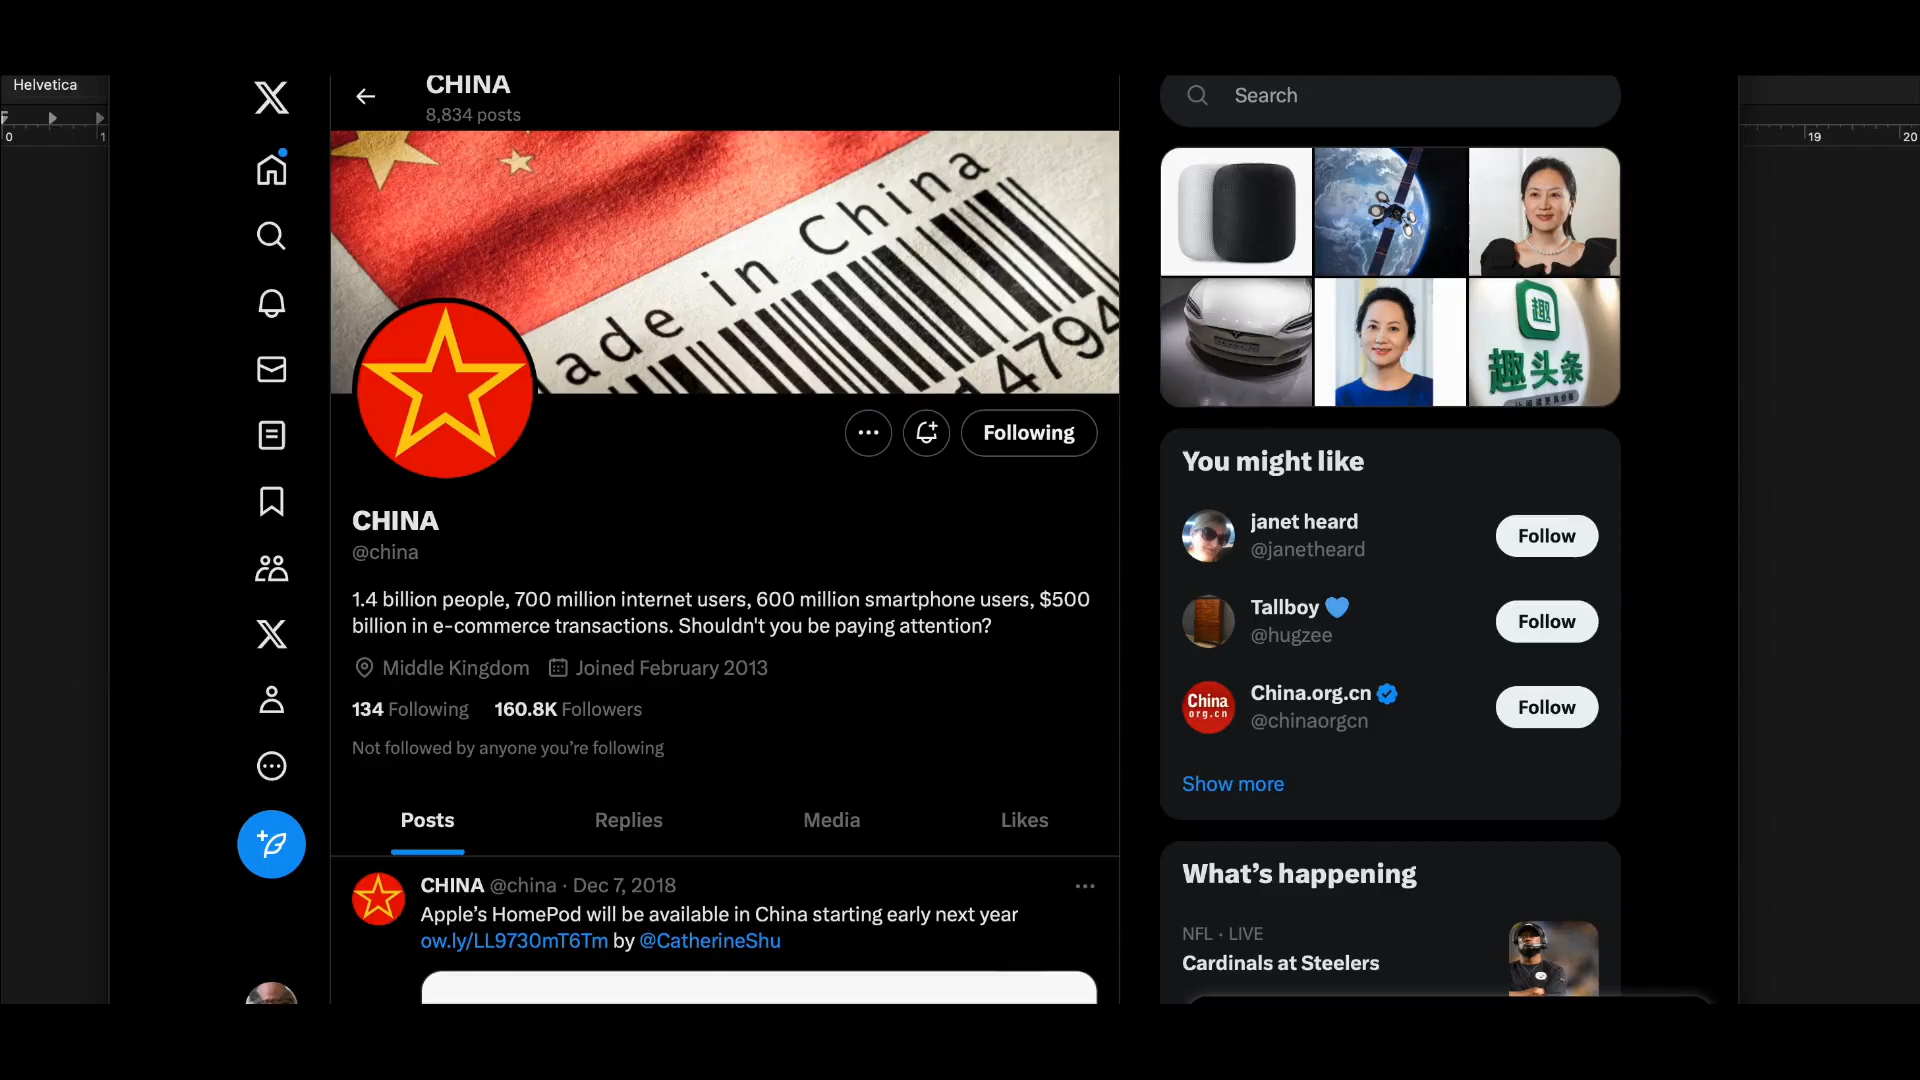 Helvetica
0
1
19
20
CHINA
8,834 posts
ade in China
14794
Following
CHINA
@china
1.4 billion people, 700 million internet users, 600 million smartphone users, $500
billion in e-commerce transactions. Shouldn't you be paying attention?
Middle Kingdom Joined February 2013
134 Following 160.8K Followers
Not followed by anyone you’re following
Posts Replies Media Likes
CHINA @china · Dec 7, 2018
Apple’s HomePod will be available in China starting early next year
ow.ly/LL9730mT6Tm by @CatherineShu
Search
趣
趣头条
You might like
janet heard
@janetheard
Follow
Tallboy
@hugzee
Follow
China
org.cn
China.org.cn
@chinaorgcn
Follow
Show more
What’s happening
NFL · LIVE
Cardinals at Steelers